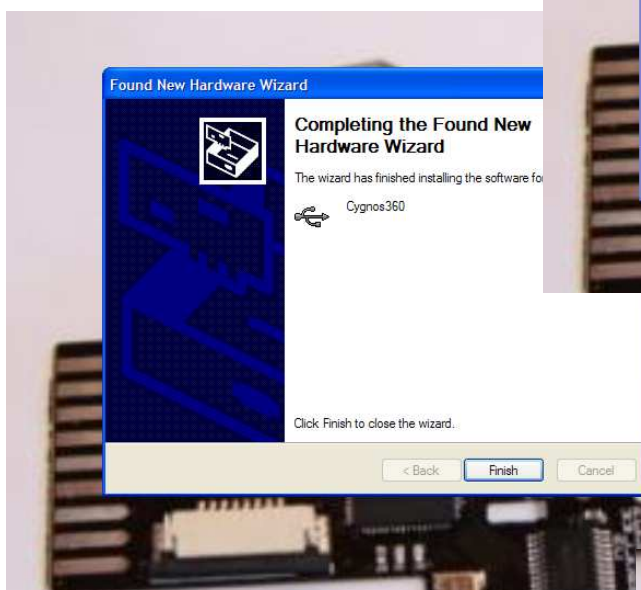 Found New Hardware Wizard
Completing the Found New
Hardware Wizard
The wizard has finished installing the software
Cygnos360
Click Finish to close the wizard.
< Back
Finish
Cancel